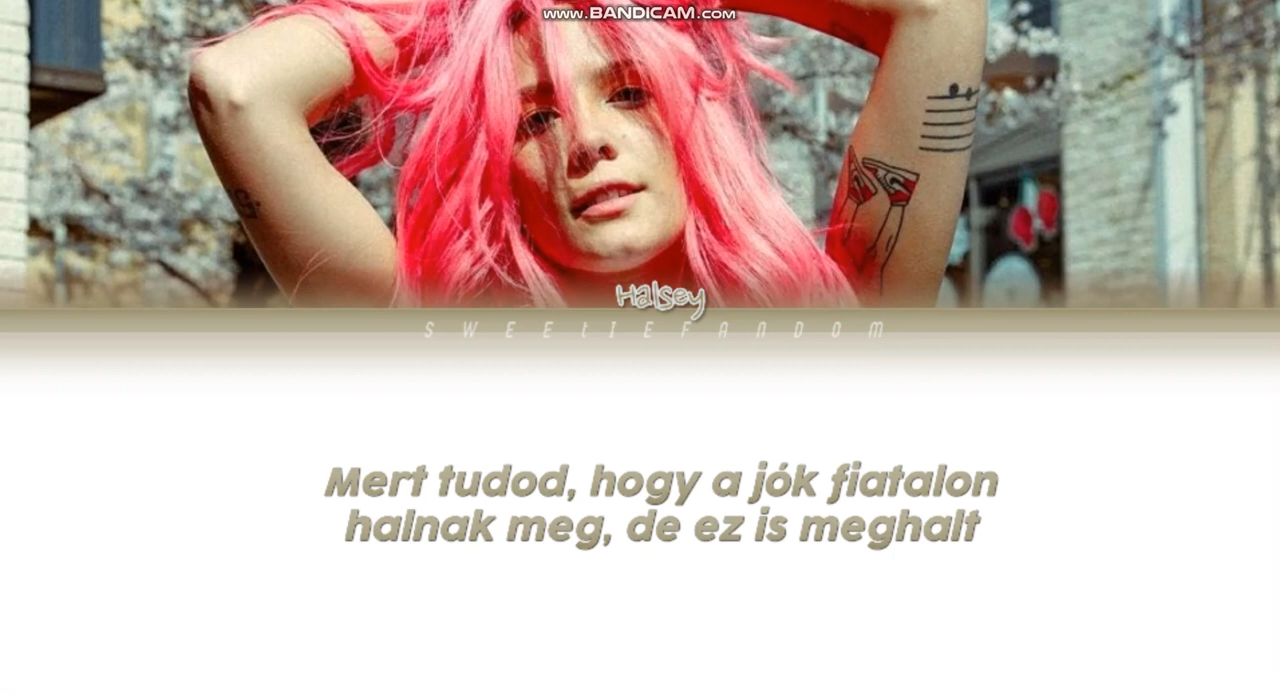 www.BANDICAM.com
Halsey
SWEEtIEFANDOM
Mert tudod, hogy a jók fiatalon
halnak meg, de ez is meghalt